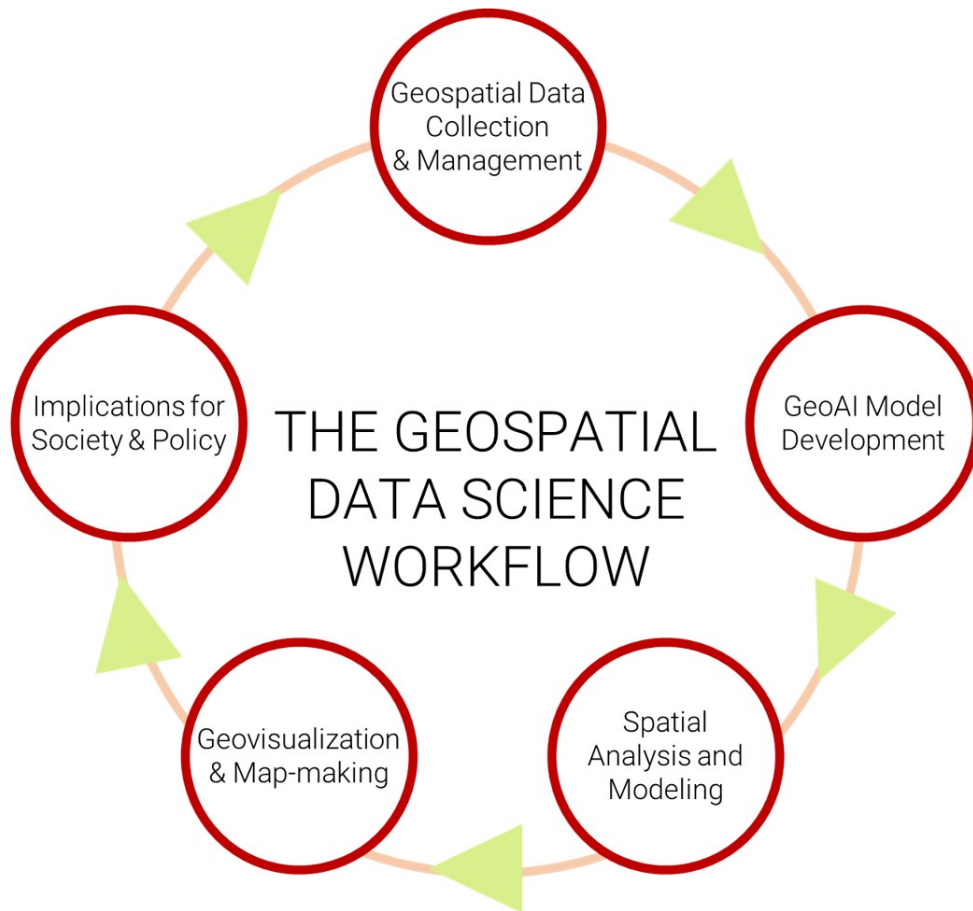 Geospatial Data
Collection
& Management
GeoAI Model
Development
Spatial
Analysis and
Modeling
Geovisualization
& Map-making
Implications for
Society & Policy
THE GEOSPATIAL
DATA SCIENCE
WORKFLOW